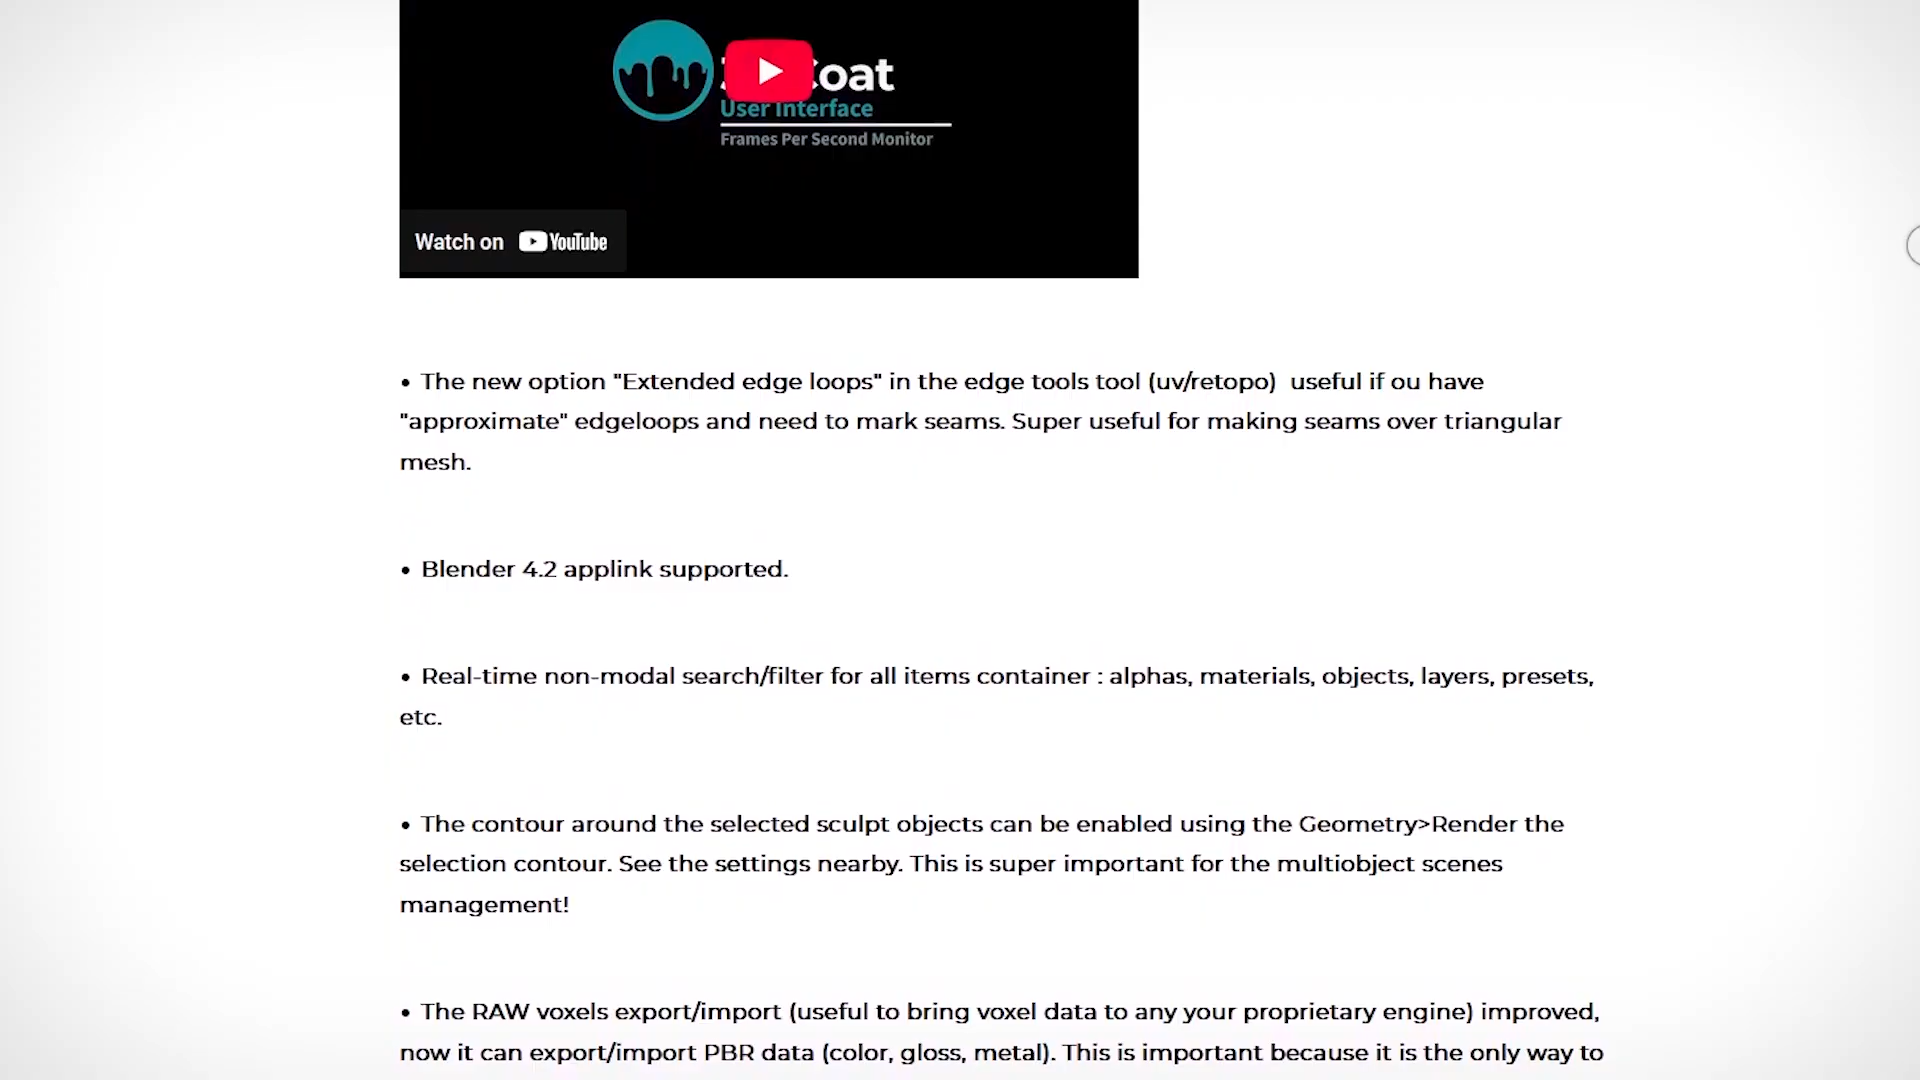 Coat
User Interface
Frames Per Second Monitor
Watch on YouTube
• The new option "Extended edge loops" in the edge tools tool (uv/retopo)  useful if ou have
"approximate" edgeloops and need to mark seams. Super useful for making seams over triangular
mesh.
• Blender 4.2 applink supported.
• Real-time non-modal search/filter for all items container : alphas, materials, objects, layers, presets,
etc.
• The contour around the selected sculpt objects can be enabled using the Geometry>Render the
selection contour. See the settings nearby. This is super important for the multiobject scenes
management!
• The RAW voxels export/import (useful to bring voxel data to any your proprietary engine) improved,
now it can export/import PBR data (color, gloss, metal). This is important because it is the only way to